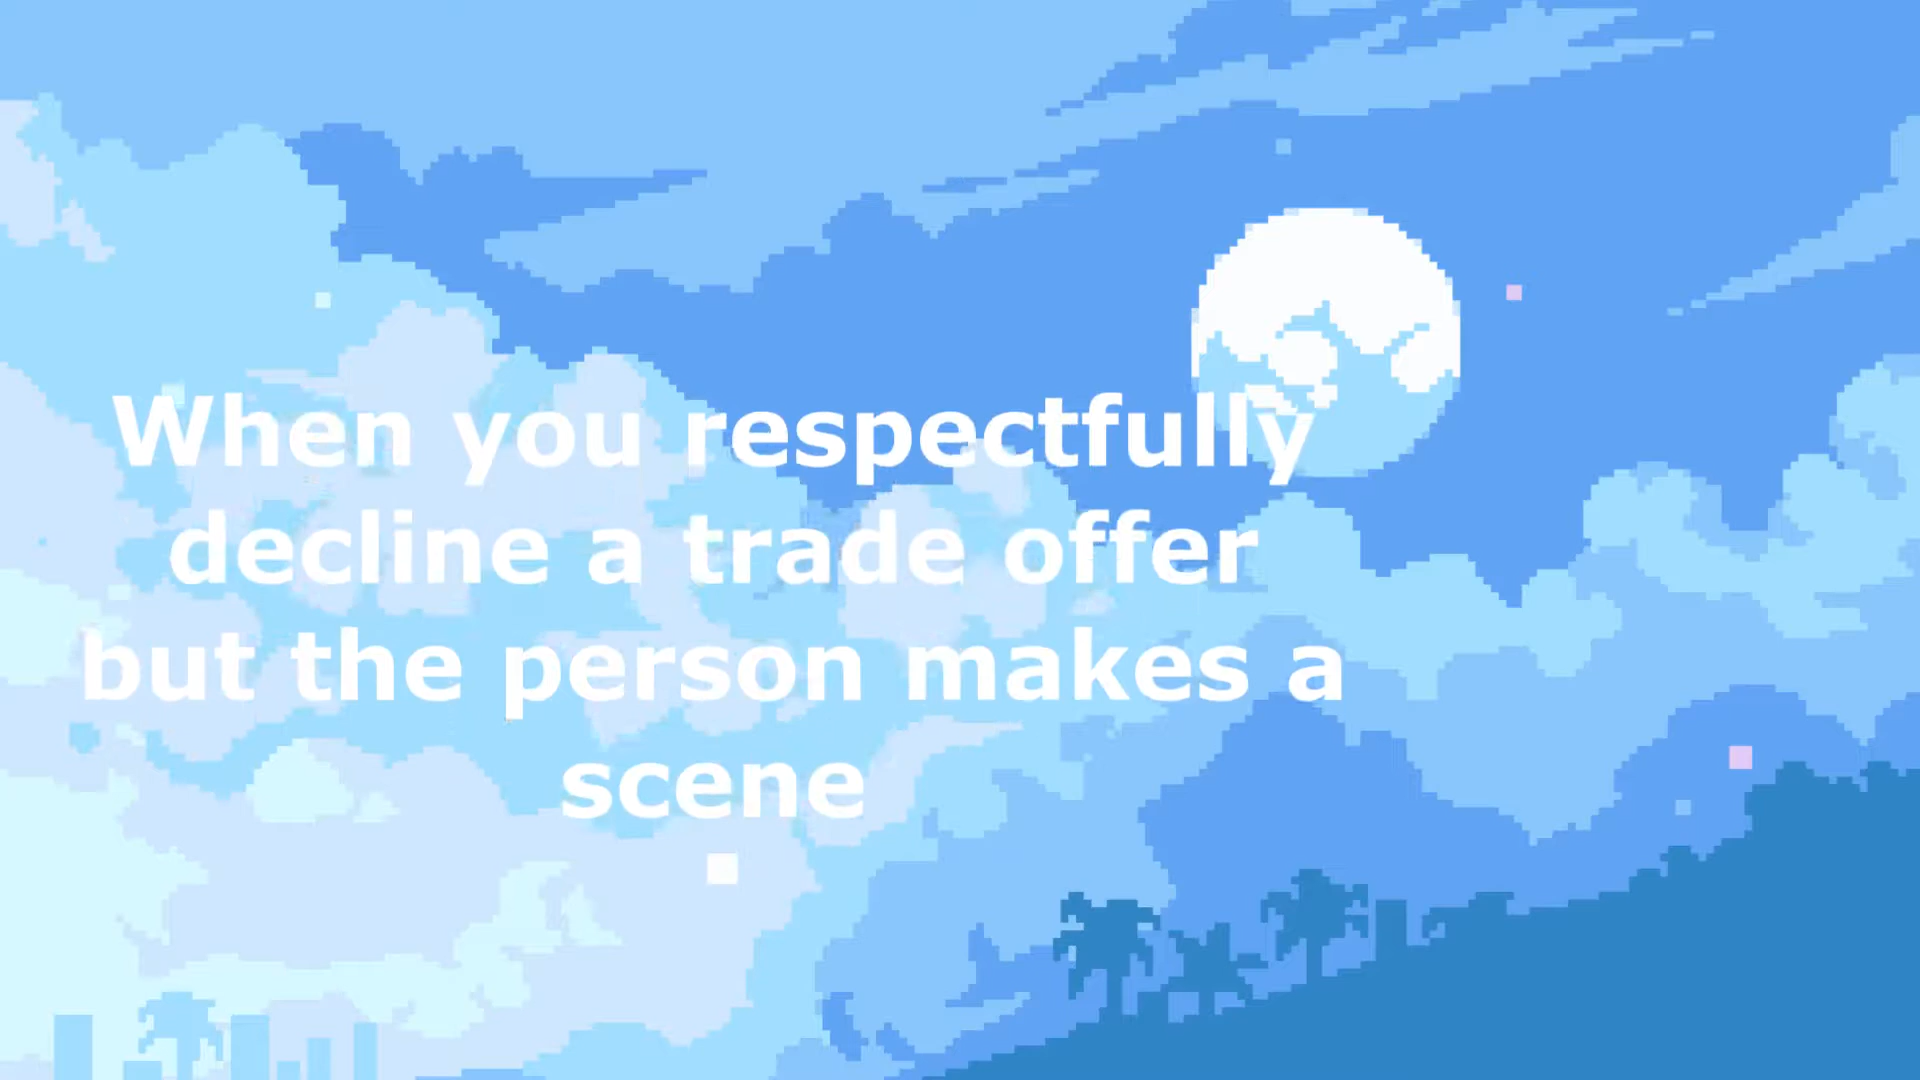 When you respectfully
decline a trade offer
but the person makes a
scene